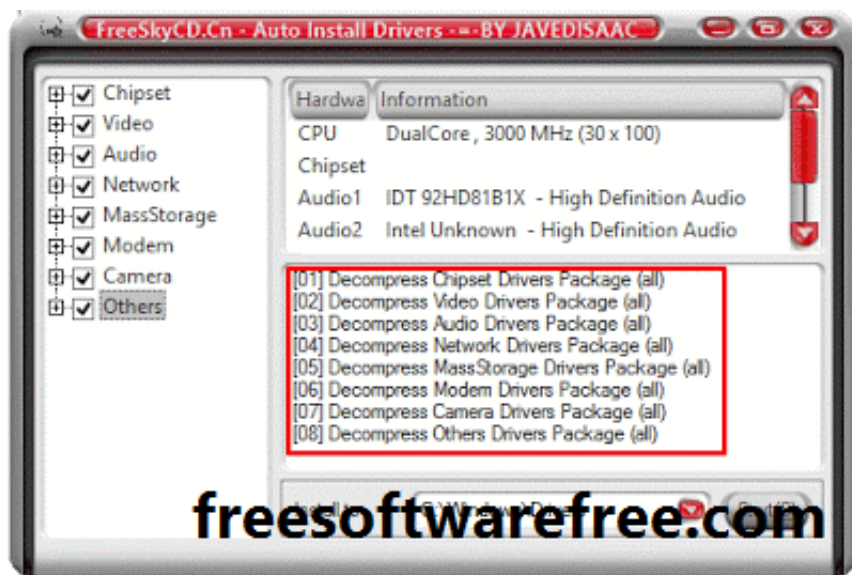 FreeSkyCD.Cn - Auto Install Drivers -=-BY JAVEDISAAC
Chipset
Video
Audio
Network
MassStorage
Modem
Camera
Others
Hardwa Information
CPU DualCore , 3000 MHz (30 x 100)
Chipset
Audio1 IDT 92HD81B1X - High Definition Audio
Audio2 Intel Unknown - High Definition Audio
[01] Decompress Chipset Drivers Package (all)
[02] Decompress Video Drivers Package (all)
[03] Decompress Audio Drivers Package (all)
[04] Decompress Network Drivers Package (all)
[05] Decompress MassStorage Drivers Package (all)
[06] Decompress Modem Drivers Package (all)
[07] Decompress Camera Drivers Package (all)
[08] Decompress Others Drivers Package (all)
freesoftwarefree.com